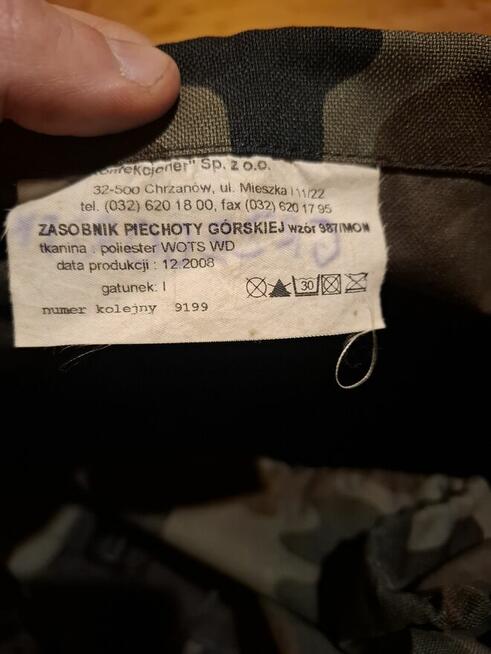 "Konfekcjoner" Sp. z o.o.
32-500 Chrzanów, ul. Mieszka I 11/22
tel. (032) 620 18 00, fax (032) 620 17 95
ZASOBNIK PIECHOTY GÓRSKIEJ wzór 987/MON
tkanina : poliester WOTS WD
data produkcji : 12.2008
gatunek: I
30
numer kolejny 9199